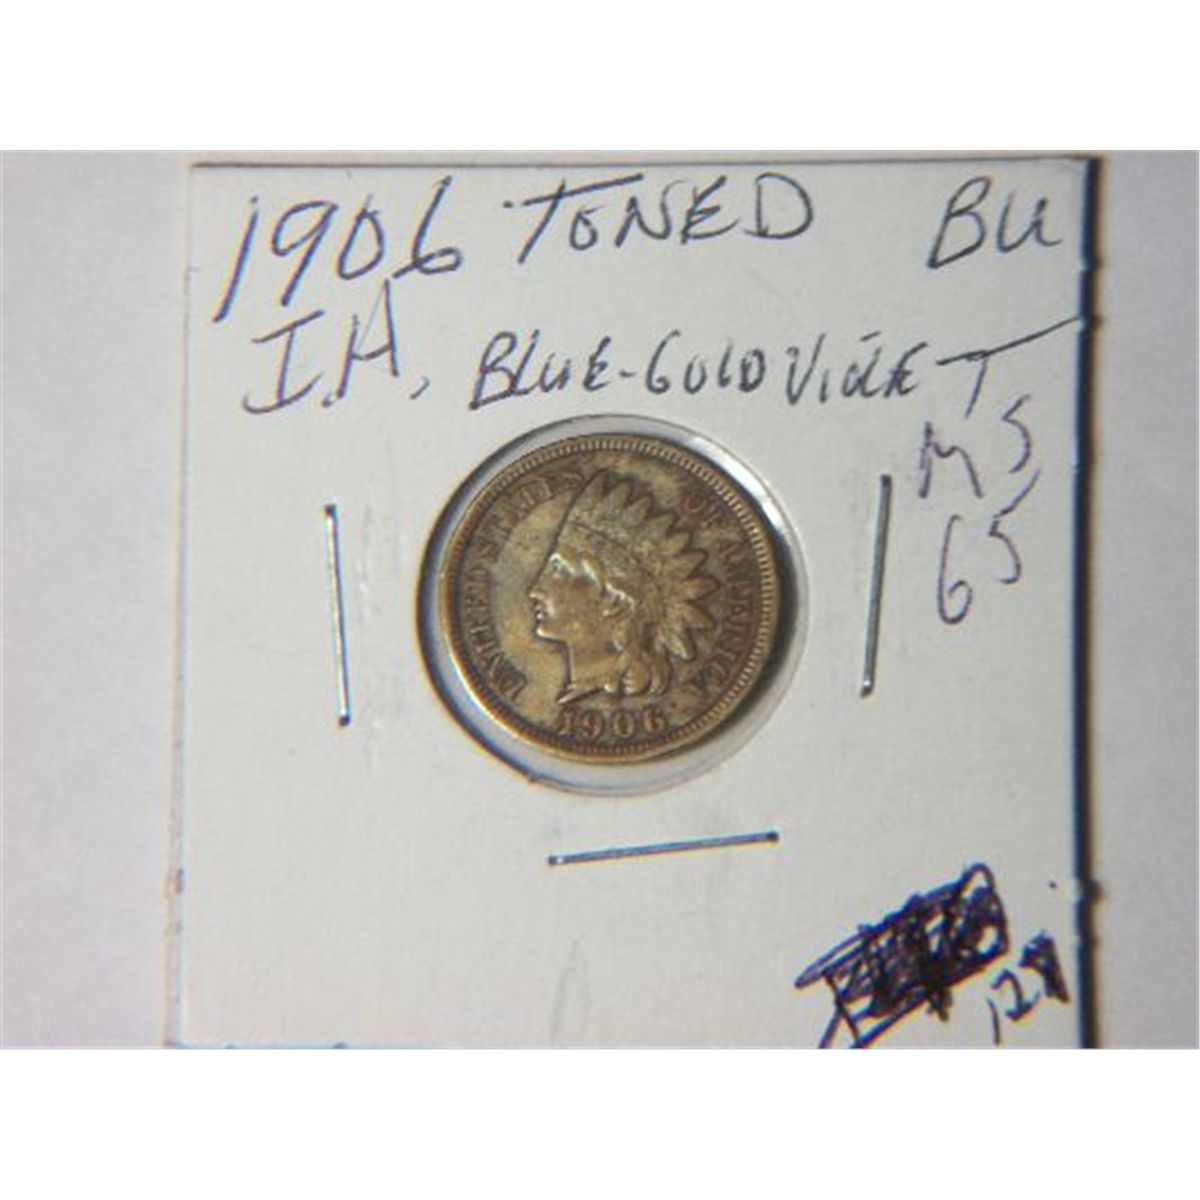 1906 TONED BU
I.H. BLUE-GOLD VIOLET
MS
65
UNITED STATES OF AMERICA
1906